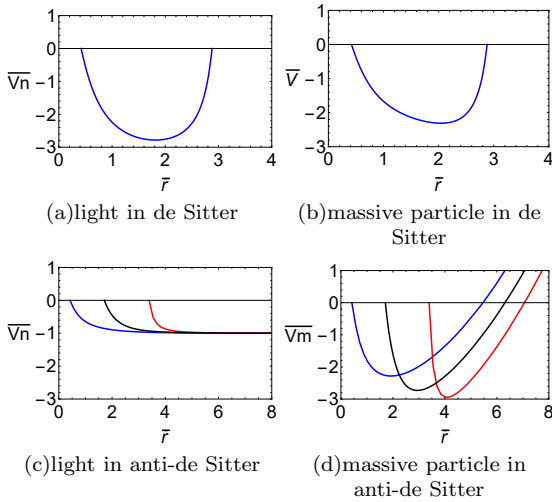 1
0
Vn −1
−2
−3
0 1 2 3 4
r̄
(a)light in de Sitter
1
0
V −1
−2
−3
0 1 2 3 4
r̄
(b)massive particle in de
Sitter
1
0
Vn −1
−2
−3
0 2 4 6 8
r̄
(c)light in anti-de Sitter
1
0
Vm −1
−2
−3
0 2 4 6 8
r̄
(d)massive particle in
anti-de Sitter